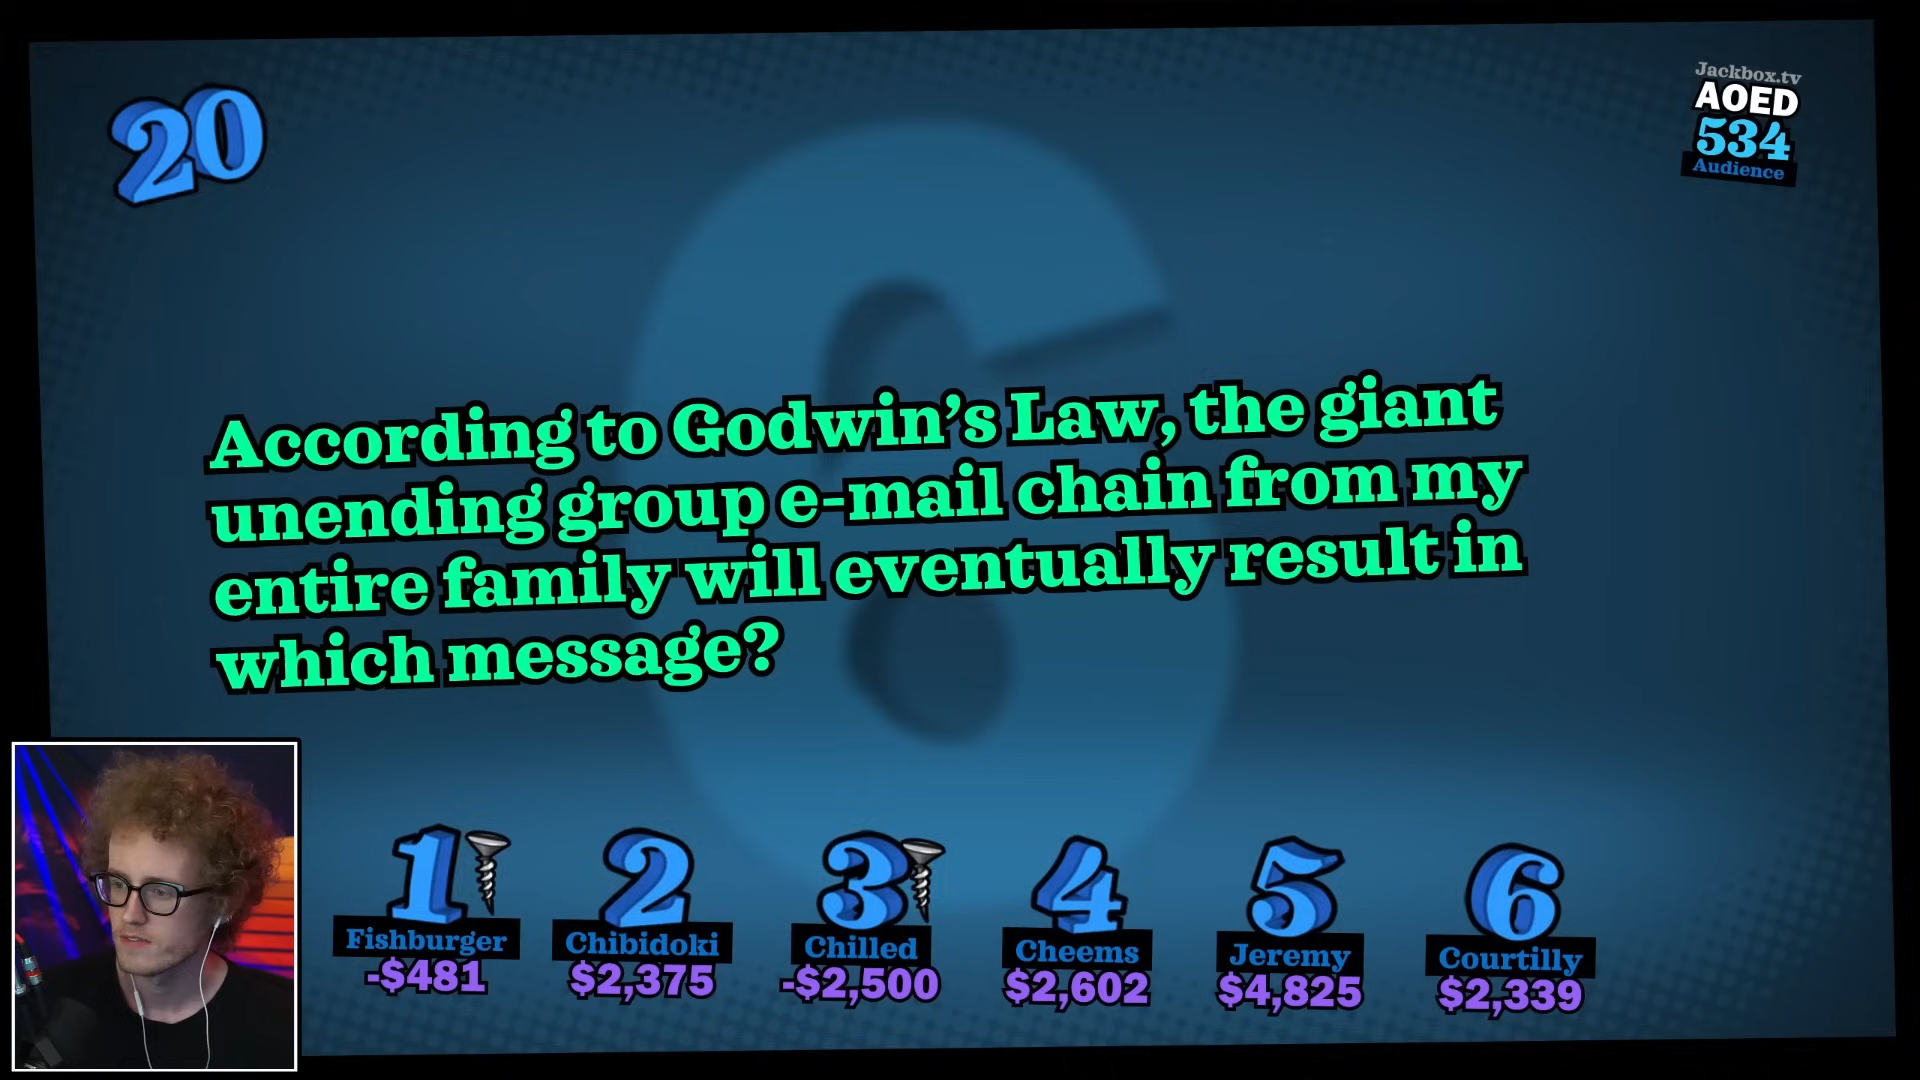 20
Jackbox.tv
AOED
534
Audience
According to Godwin's Law, the giant
unending group e-mail chain from my
entire family will eventually result in
which message?
6
1
Fishburger
-$481
2
Chibidoki
$2,375
3
Chilled
-$2,500
4
Cheems
$2,602
5
Jeremy
$4,825
6
Courtilly
$2,339